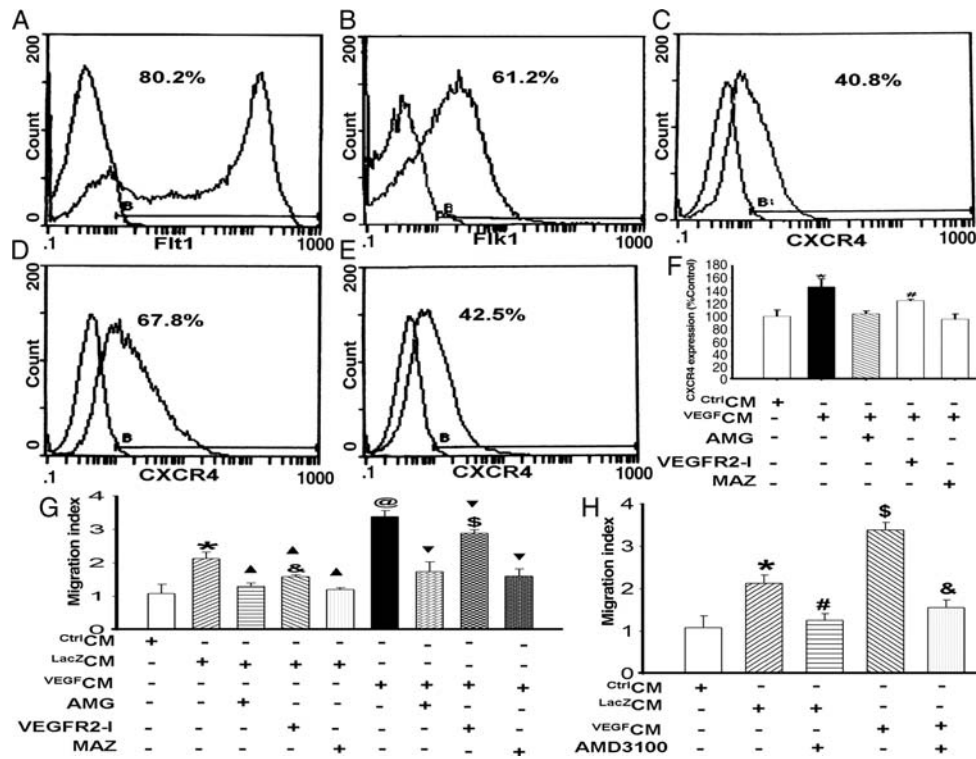 A
200
80.2%
Count
B
0
.1
Flt1
1000
B
200
61.2%
Count
B
0
.1
Flk1
1000
C
200
40.8%
Count
B
0
.1
CXCR4
1000
D
200
67.8%
Count
B
0
.1
CXCR4
1000
E
200
42.5%
Count
B
0
.1
CXCR4
1000
F
CXCR4 expression (%Control)
180
160
140
120
100
80
60
40
20
0
*
#
CtrlCM + - - - -
VEGFCM - + + + +
AMG - - + - -
VEGFR2-I - - - + -
MAZ - - - - +
G
Migration index
4
3
2
1
0
* ▲ ▲ & ▲ @ ▼ ▼ $ ▼
CtrlCM + - - - - - - - -
LacZCM - + + + + - - - -
VEGFCM - - - - - + + + +
AMG - - + - - - + - -
VEGFR2-I - - - + - - - + -
MAZ - - - - + - - - +
H
Migration index
4
3
2
1
0
* # $ &
CtrlCM + - - - -
LacZCM - + + - -
VEGFCM - - - + +
AMD3100 - - + - +